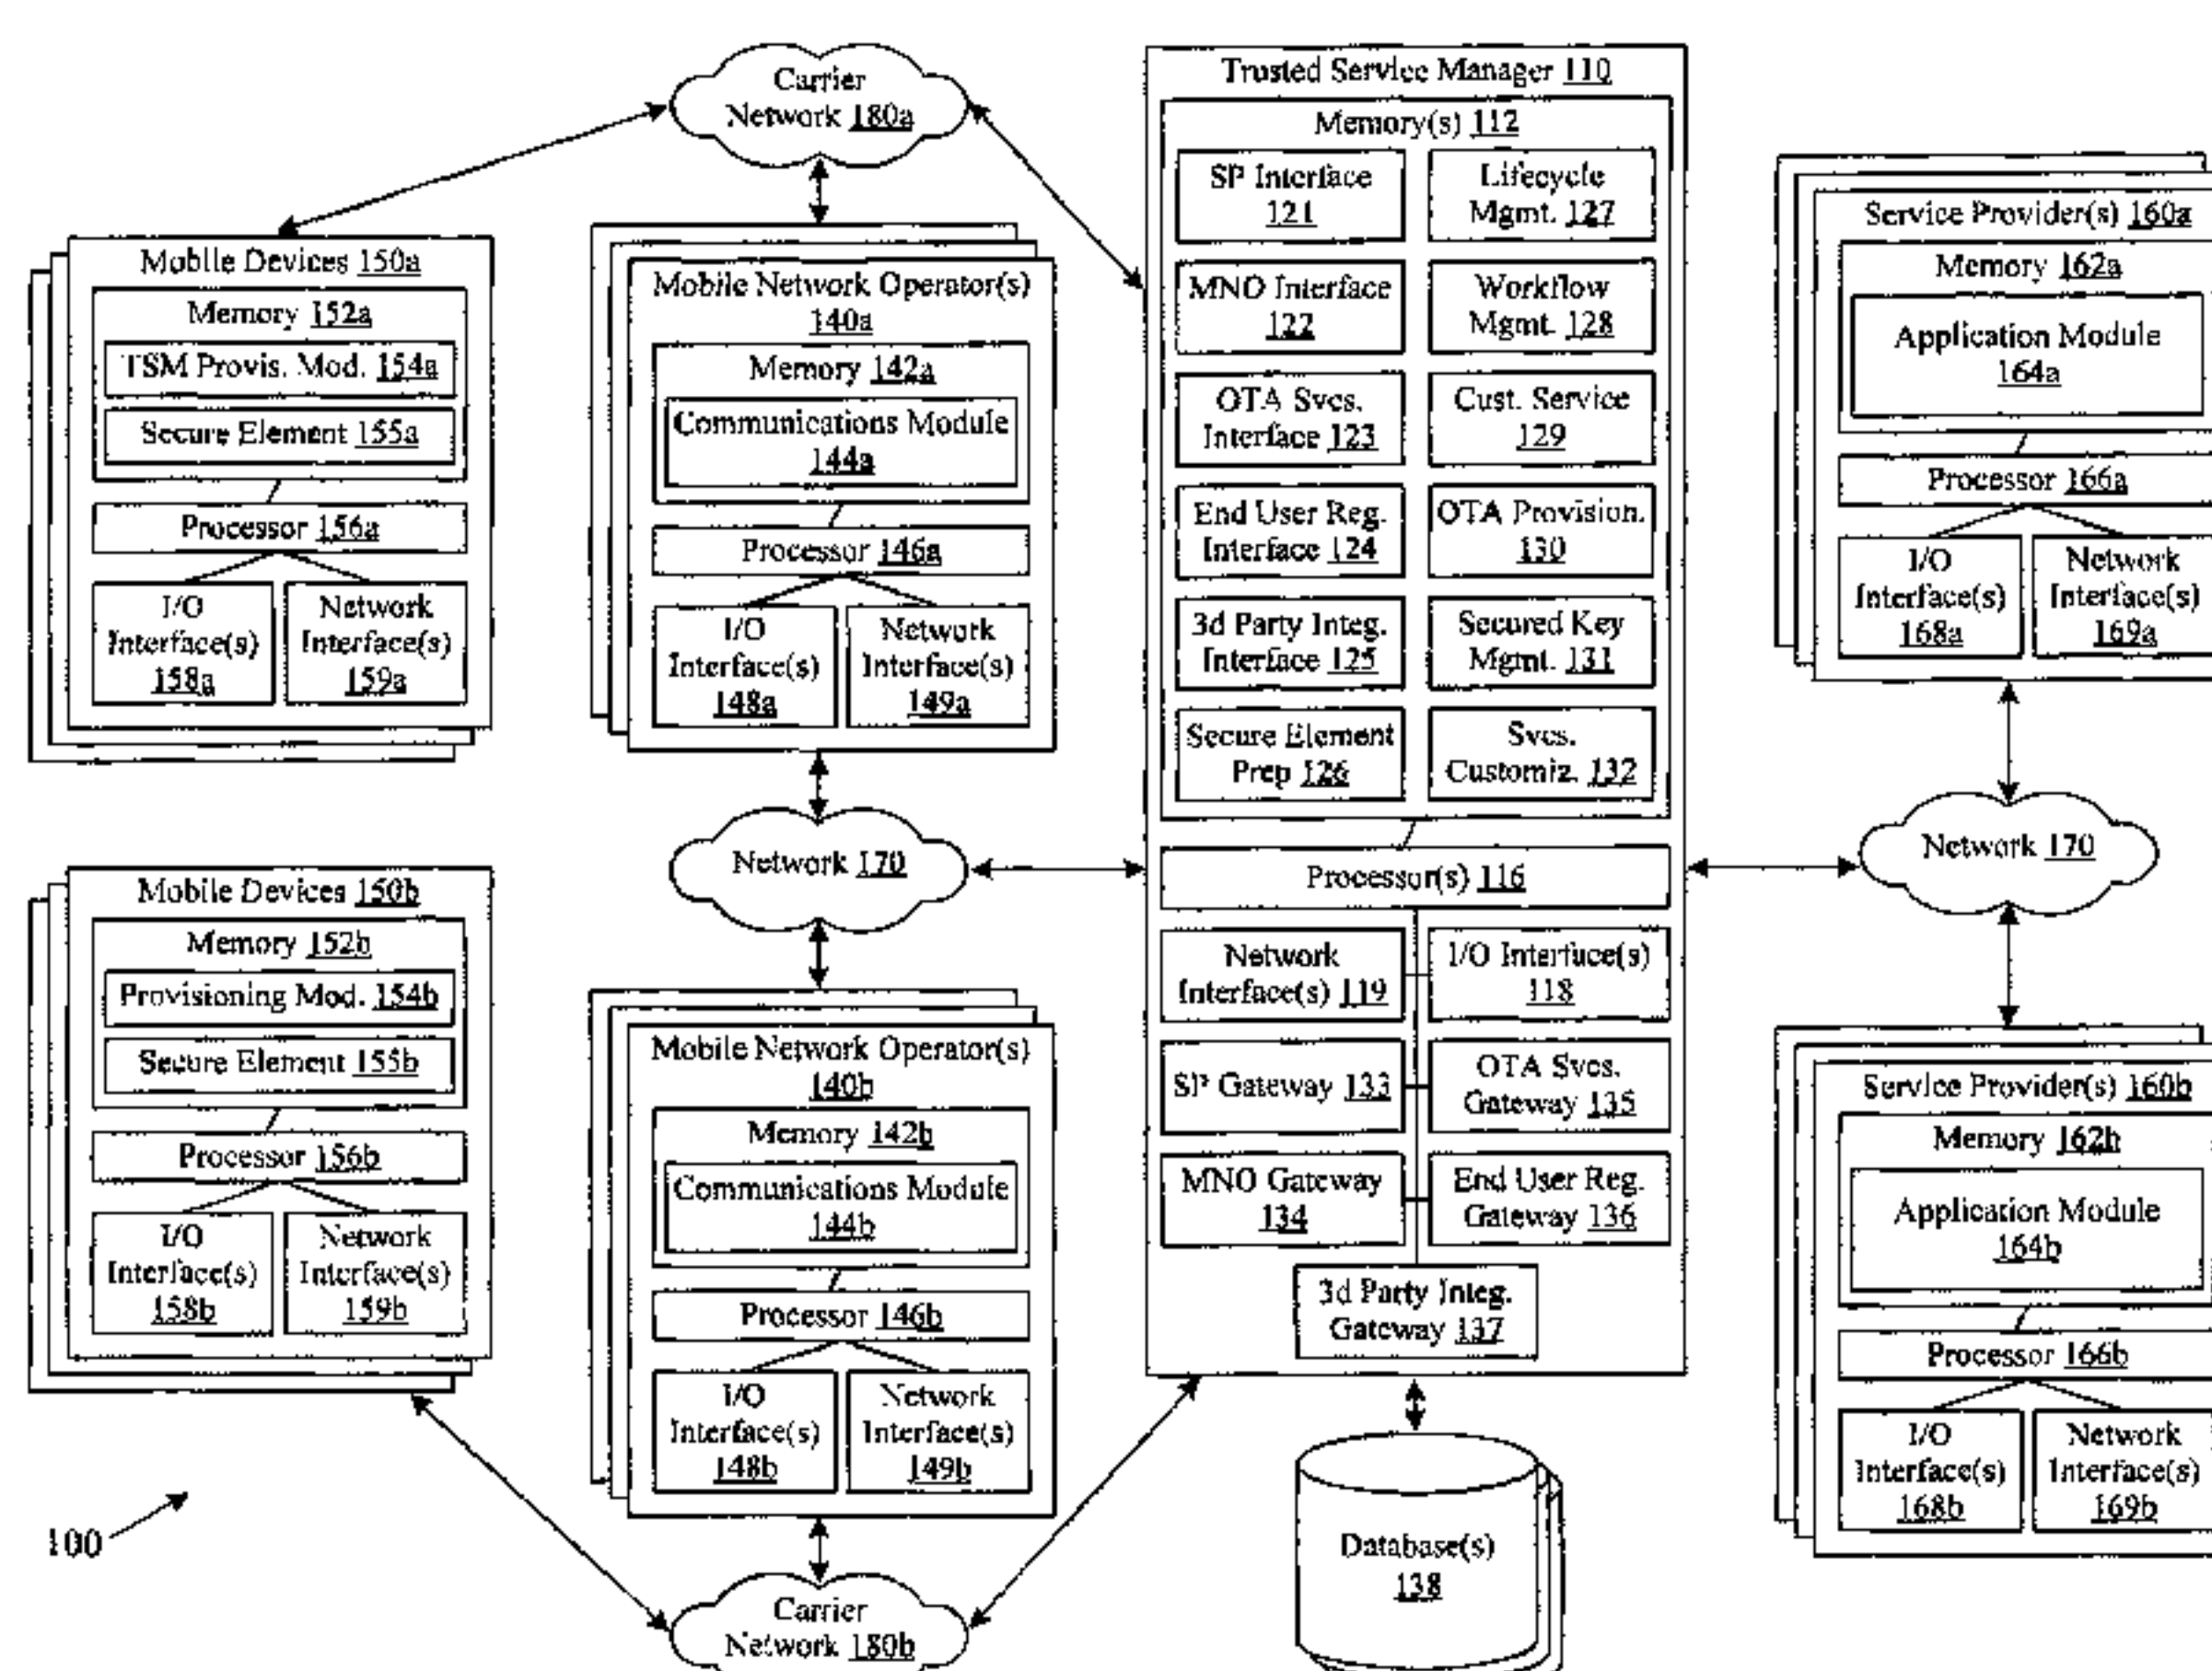 Carrier
Network 180a
Mobile Devices 150a
Memory 152a
TSM Provis. Mod. 154a
Secure Element 155a
Processor 156a
I/O
Interface(s)
158a
Network
Interface(s)
159a
Mobile Network Operator(s)
140a
Memory 142a
Communications Module
144a
Processor 146a
I/O
Interface(s)
148a
Network
Interface(s)
149a
Network 170
Mobile Devices 150b
Memory 152b
Provisioning Mod. 154b
Secure Element 155b
Processor 156b
I/O
Interface(s)
158b
Network
Interface(s)
159b
Mobile Network Operator(s)
140b
Memory 142b
Communications Module
144b
Processor 146b
I/O
Interface(s)
148b
Network
Interface(s)
149b
Carrier
Network 180b
100
Trusted Service Manager 110
Memory(s) 112
SP Interface
121
Lifecycle
Mgmt. 127
MNO Interface
122
Workflow
Mgmt. 128
OTA Svcs.
Interface 123
Cust. Service
129
End User Reg.
Interface 124
OTA Provision.
130
3d Party Integ.
Interface 125
Secured Key
Mgmt. 131
Secure Element
Prep 126
Svcs.
Customiz. 132
Processor(s) 116
Network
Interface(s) 119
I/O Interface(s)
118
SP Gateway 133
OTA Svcs.
Gateway 135
MNO Gateway
134
End User Reg.
Gateway 136
3d Party Integ.
Gateway 137
Database(s)
138
Service Provider(s) 160a
Memory 162a
Application Module
164a
Processor 166a
I/O
Interface(s)
168a
Network
Interface(s)
169a
Network 170
Service Provider(s) 160b
Memory 162b
Application Module
164b
Processor 166b
I/O
Interface(s)
168b
Network
Interface(s)
169b